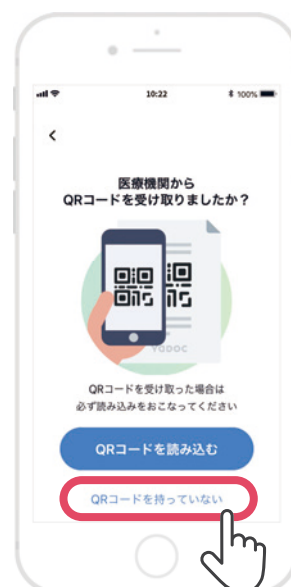 10:22
100%
医療機関から
QRコードを受け取りましたか？
YaDOC
QRコードを受け取った場合は
必ず読み込みをおこなってください
QRコードを読み込む
QRコードを持っていない